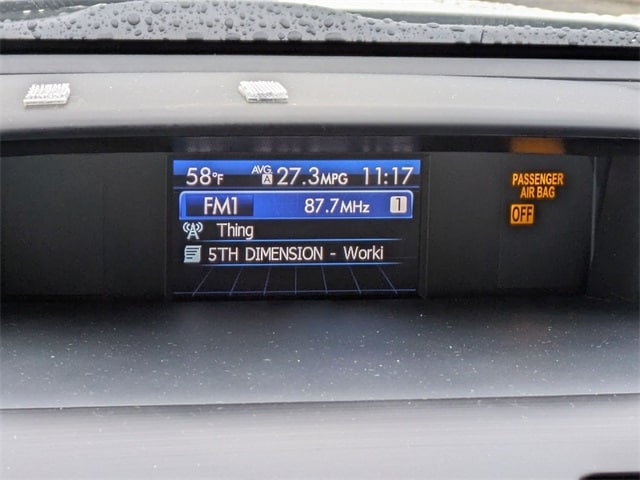 58°F AVG. A 27.3MPG 11:17
FM1 87.7MHz 1
Thing
5TH DIMENSION - Worki
PASSENGER
AIR BAG
OFF